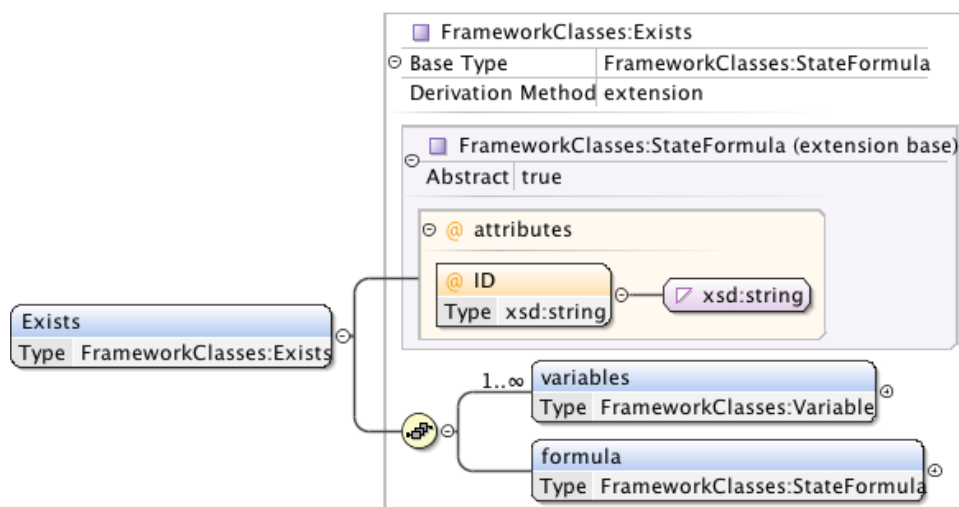 FrameworkClasses:Exists
Base Type FrameworkClasses:StateFormula
Derivation Method extension
FrameworkClasses:StateFormula (extension base)
Abstract true
@ attributes
@ ID
Type xsd:string
xsd:string
Exists
Type FrameworkClasses:Exists
1..∞
variables
Type FrameworkClasses:Variable
formula
Type FrameworkClasses:StateFormula